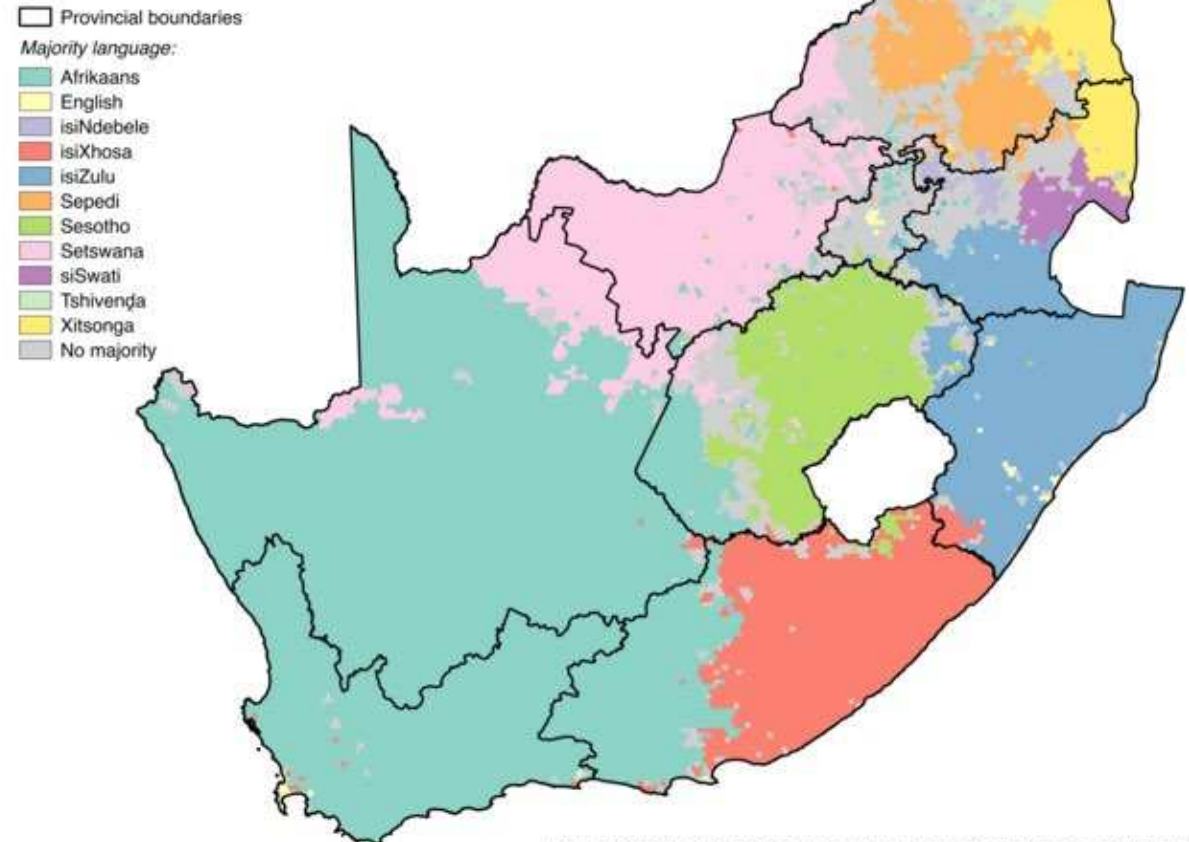 Provincial boundaries
Majority language:
Afrikaans
English
isiNdebele
isiXhosa
isiZulu
Sepedi
Sesotho
Setswana
siSwati
Tshivenḓa
Xitsonga
No majority